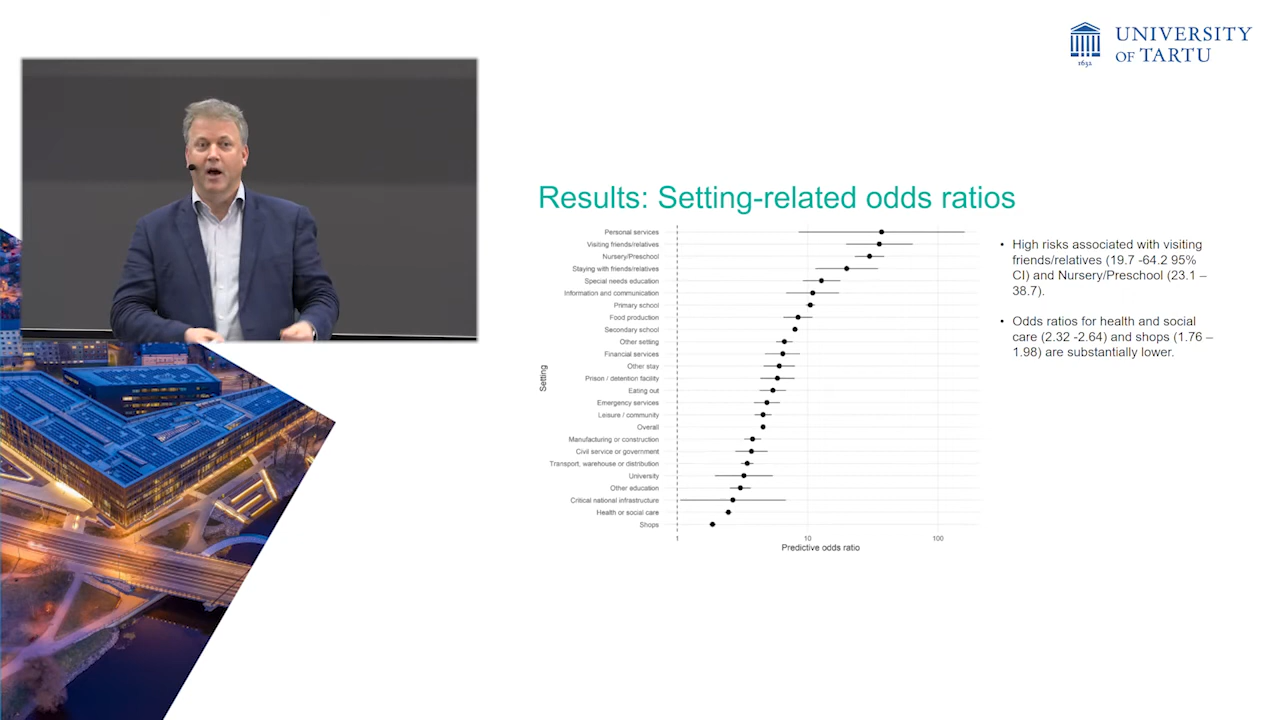 UNIVERSITY
OF TARTU
1632
Results: Setting-related odds ratios
Personal services
Visiting friends/relatives
Nursery/Preschool
Staying with friends/relatives
Special needs education
Information and communication
Primary school
Food production
Secondary school
Other setting
Financial services
Other stay
Prison / detention facility
Eating out
Emergency services
Leisure / community
Overall
Manufacturing or construction
Civil service or government
Transport, warehouse or distribution
University
Other education
Critical national infrastructure
Health or social care
Shops
Setting
1 10 100
Predictive odds ratio
• High risks associated with visiting
friends/relatives (19.7 -64.2 95%
CI) and Nursery/Preschool (23.1 –
38.7).
• Odds ratios for health and social
care (2.32 -2.64) and shops (1.76 –
1.98) are substantially lower.